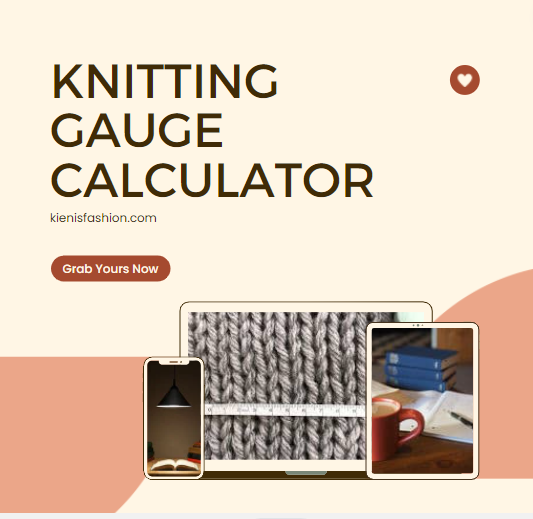 KNITTING
GAUGE
CALCULATOR
kienisfashion.com
Grab Yours Now